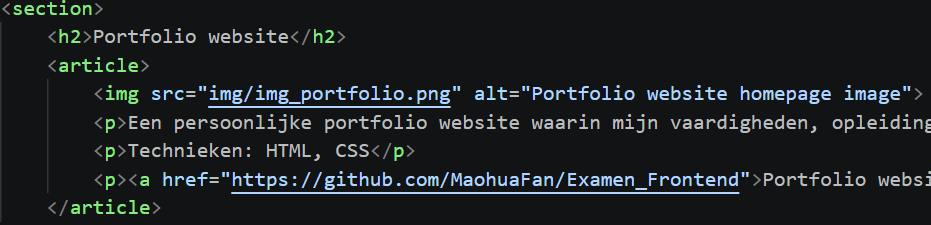 <section>
<h2>Portfolio website</h2>
<article>
<img src="img/img_portfolio.png" alt="Portfolio website homepage image">
<p>Een persoonlijke portfolio website waarin mijn vaardigheden, opleiding
<p>Technieken: HTML, CSS</p>
<p><a href="https://github.com/MaohuaFan/Examen_Frontend">Portfolio websi
</article>